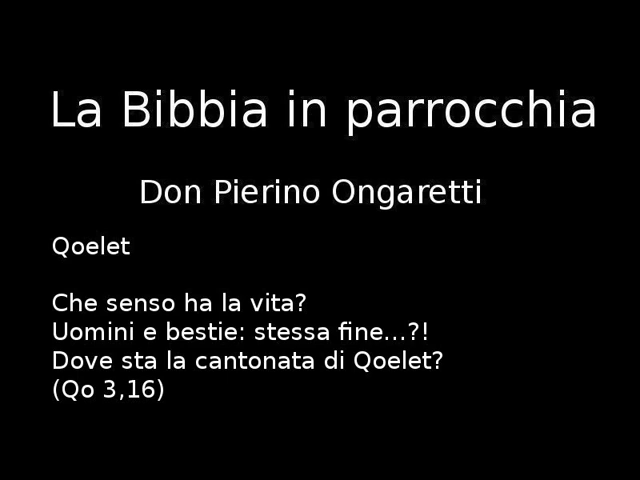 La Bibbia in parrocchia
Don Pierino Ongaretti
Qoelet
Che senso ha la vita?
Uomini e bestie: stessa fine...?!
Dove sta la cantonata di Qoelet?
(Qo 3,16)